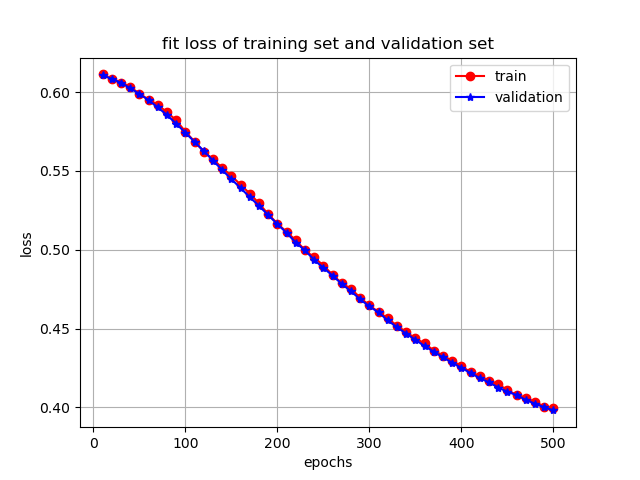 fit loss of training set and validation set
train
validation
0.60
0.55
0.50
0.45
0.40
loss
0
100
200
300
400
500
epochs